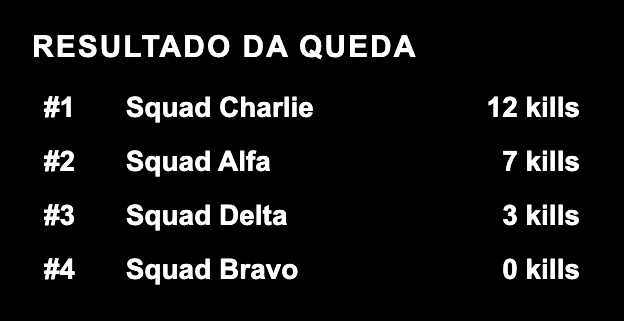 RESULTADO DA QUEDA
#1 Squad Charlie 12 kills
#2 Squad Alfa 7 kills
#3 Squad Delta 3 kills
#4 Squad Bravo 0 kills